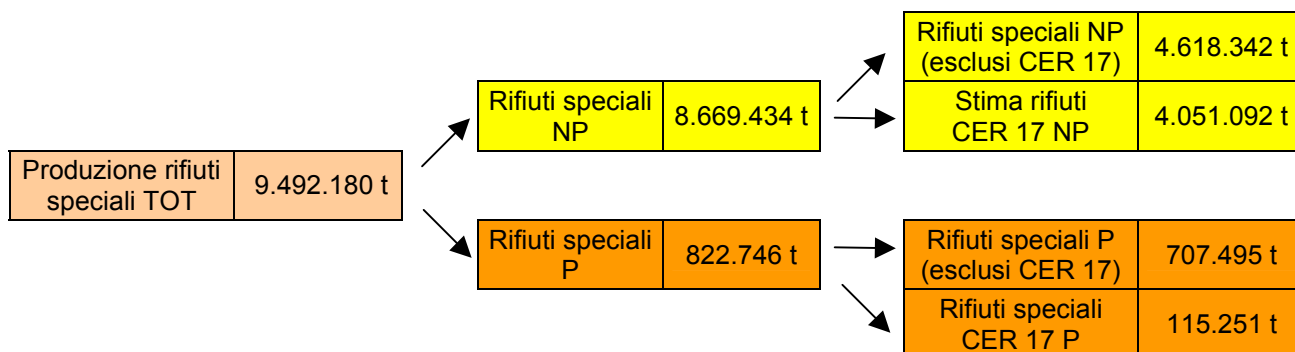 Rifiuti speciali NP
(esclusi CER 17)
4.618.342 t
Rifiuti speciali
NP
8.669.434 t
Stima rifiuti
CER 17 NP
4.051.092 t
Produzione rifiuti
speciali TOT
9.492.180 t
Rifiuti speciali
P
822.746 t
Rifiuti speciali P
(esclusi CER 17)
707.495 t
Rifiuti speciali
CER 17 P
115.251 t